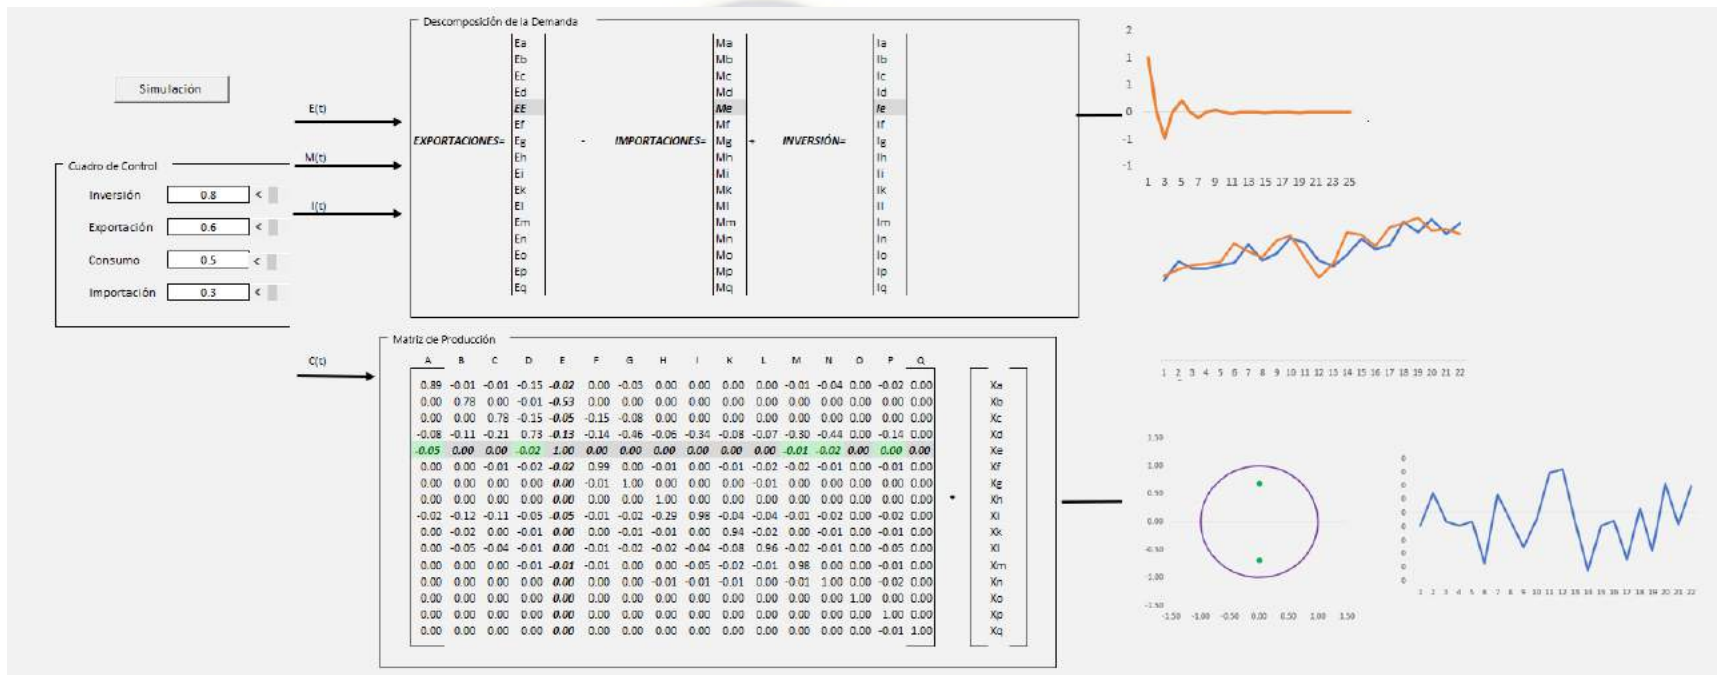 Simulación
Cuadro de Control
Inversión 0.8 <
Exportación 0.6 <
Consumo 0.5 <
Importación 0.3 <
E(t)
M(t)
I(t)
C(t)
Descomposición de la Demanda
Ea Ma Ia
Eb Mb Ib
Ec Mc Ic
Ed Md Id
EE Me Ie
Ef Mf If
EXPORTACIONES= Eg - IMPORTACIONES= Mg + INVERSIÓN= Ig
Eh Mh Ih
Ei Mi Ii
Ek Mk Ik
El Ml Il
Em Mm Im
En Mn In
Eo Mo Io
Ep Mp Ip
Eq Mq Iq
Matriz de Producción
A B C D E F G H I K L M N O P Q
0.89 -0.01 -0.01 -0.15 -0.02 0.00 -0.03 0.00 0.00 0.00 0.00 -0.01 -0.04 0.00 -0.02 0.00 Xa
0.00 0.78 0.00 -0.01 -0.53 0.00 0.00 0.00 0.00 0.00 0.00 0.00 0.00 0.00 0.00 0.00 Xb
0.00 0.00 0.78 -0.15 -0.05 -0.15 -0.08 0.00 0.00 0.00 0.00 0.00 0.00 0.00 0.00 0.00 Xc
-0.08 -0.11 -0.21 0.73 -0.13 -0.14 -0.46 -0.06 -0.34 -0.08 -0.07 -0.30 -0.44 0.00 -0.14 0.00 Xd
-0.05 0.00 0.00 -0.02 1.00 0.00 0.00 0.00 0.00 0.00 0.00 -0.01 -0.02 0.00 0.00 0.00 Xe
0.00 0.00 -0.01 -0.02 -0.02 0.99 0.00 -0.01 0.00 -0.01 -0.02 -0.02 -0.01 0.00 -0.01 0.00 Xf
0.00 0.00 0.00 0.00 0.00 -0.01 1.00 0.00 0.00 0.00 -0.01 0.00 0.00 0.00 0.00 0.00 Xg
0.00 0.00 0.00 0.00 0.00 0.00 0.00 1.00 0.00 0.00 0.00 0.00 0.00 0.00 0.00 0.00 * Xh
-0.02 -0.12 -0.11 -0.05 -0.05 -0.01 -0.02 -0.29 0.98 -0.04 -0.04 -0.01 -0.02 0.00 -0.02 0.00 Xi
0.00 -0.02 0.00 -0.01 0.00 0.00 -0.01 -0.01 0.00 0.94 -0.02 0.00 -0.01 0.00 -0.01 0.00 Xk
0.00 -0.05 -0.04 -0.01 0.00 -0.01 -0.02 -0.02 -0.04 -0.08 0.96 -0.02 -0.01 0.00 -0.05 0.00 Xl
0.00 0.00 0.00 -0.01 -0.01 -0.01 0.00 0.00 -0.05 -0.02 -0.01 0.98 0.00 0.00 -0.01 0.00 Xm
0.00 0.00 0.00 0.00 0.00 0.00 0.00 -0.01 -0.01 -0.01 0.00 -0.01 1.00 0.00 -0.02 0.00 Xn
0.00 0.00 0.00 0.00 0.00 0.00 0.00 0.00 0.00 0.00 0.00 0.00 0.00 1.00 0.00 0.00 Xo
0.00 0.00 0.00 0.00 0.00 0.00 0.00 0.00 0.00 0.00 0.00 0.00 0.00 0.00 1.00 0.00 Xp
0.00 0.00 0.00 0.00 0.00 0.00 0.00 0.00 0.00 0.00 0.00 0.00 0.00 0.00 -0.01 1.00 Xq
2
1
1
0
-1
-1
1 3 5 7 9 11 13 15 17 19 21 23 25
1 2 3 4 5 6 7 8 9 10 11 12 13 14 15 16 17 18 19 20 21 22
1.50
1.00
0.50
0.00
-0.50
-1.00
-1.50
-1.50 -1.00 -0.50 0.00 0.50 1.00 1.50
0
0
0
0
0
0
0
0
0
0
1 2 3 4 5 6 7 8 9 10 11 12 13 14 15 16 17 18 19 20 21 22